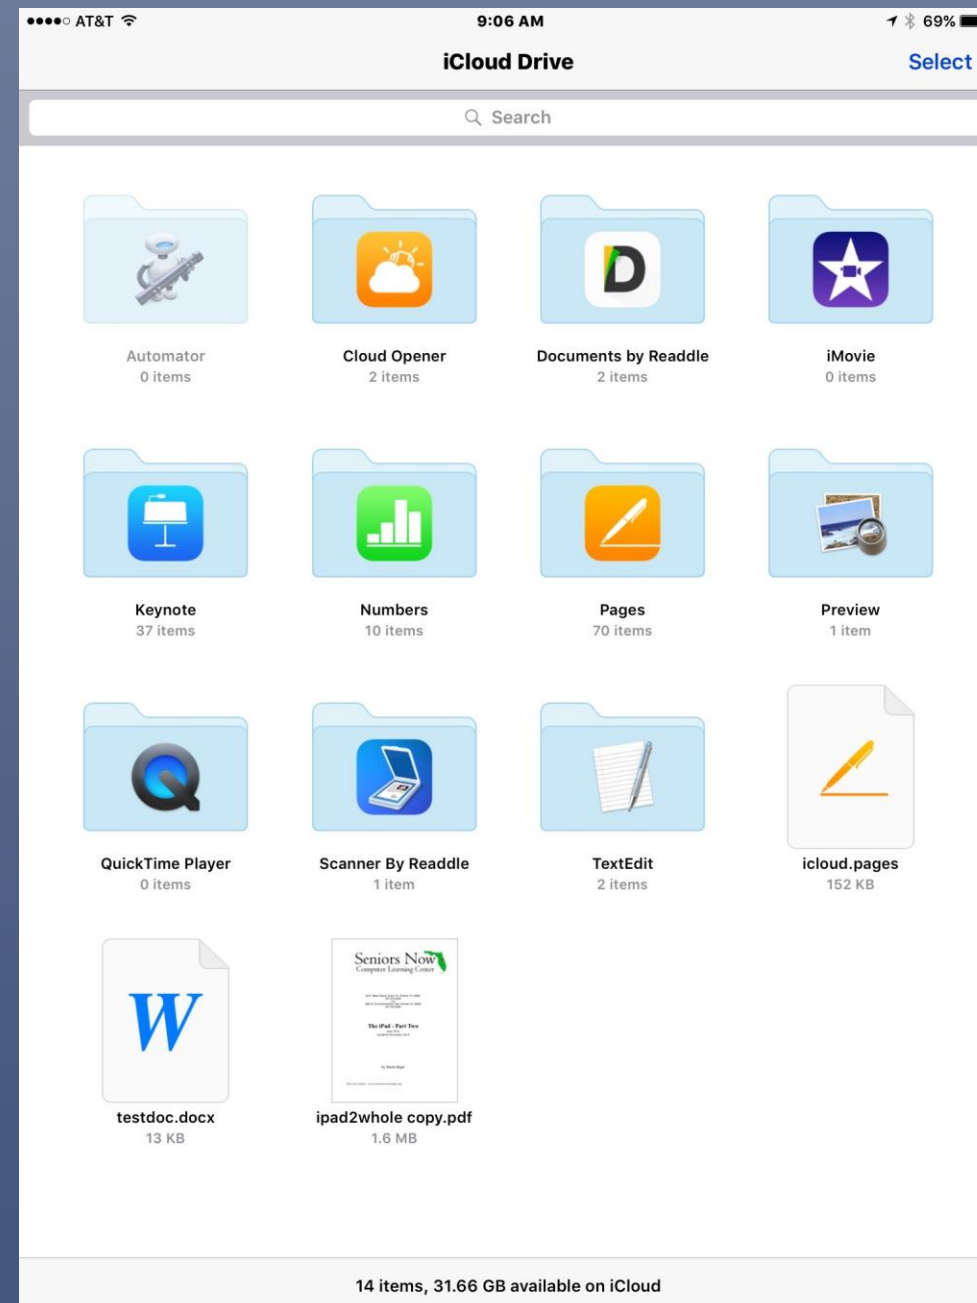 AT&T
9:06 AM
69%
iCloud Drive
Select
Search
Automator
0 items
Cloud Opener
2 items
Documents by Readdle
2 items
iMovie
0 items
Keynote
37 items
Numbers
10 items
Pages
70 items
Preview
1 item
QuickTime Player
0 items
Scanner By Readdle
1 item
TextEdit
2 items
icloud.pages
152 KB
W
Seniors Now
Computer Learning Center
The iPad - Part Two
testdoc.docx
13 KB
ipad2whole copy.pdf
1.6 MB
14 items, 31.66 GB available on iCloud